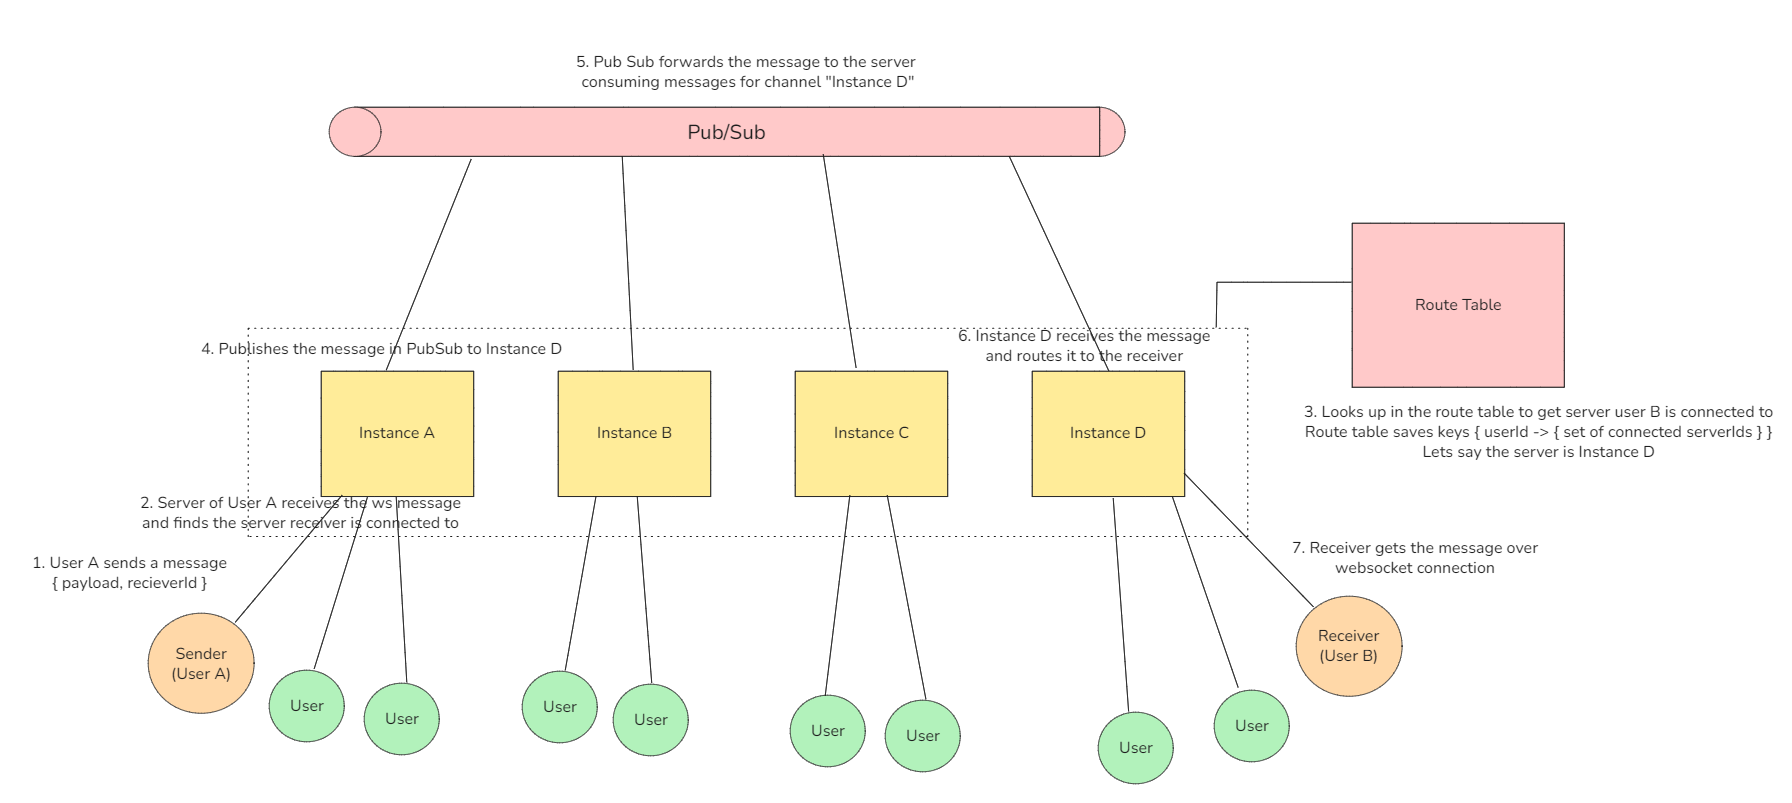 5. Pub Sub forwards the message to the server
consuming messages for channel "Instance D"
Pub/Sub
Route Table
4. Publishes the message in PubSub to Instance D
6. Instance D receives the message
and routes it to the receiver
Instance A
Instance B
Instance C
Instance D
3. Looks up in the route table to get server user B is connected to
Route table saves keys { userId -> { set of connected serverIds } }
Lets say the server is Instance D
2. Server of User A receives the ws message
and finds the server receiver is connected to
1. User A sends a message
{ payload, recieverId }
7. Receiver gets the message over
websocket connection
Sender
(User A)
User
User
User
User
User
User
User
User
Receiver
(User B)